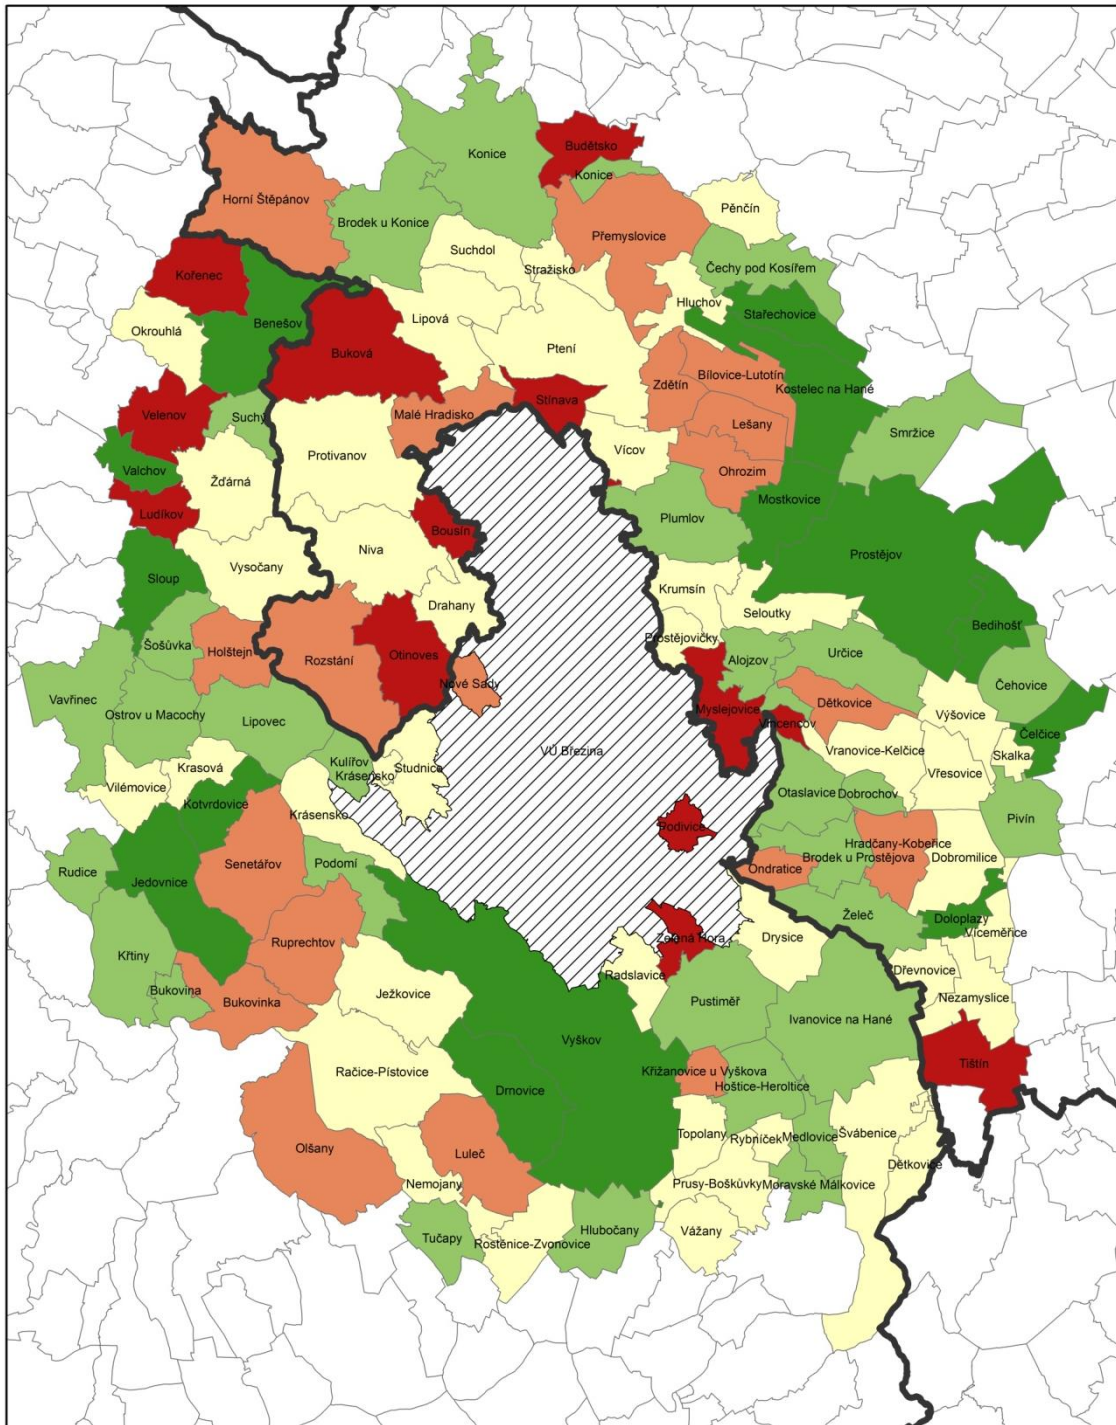 Budětsko
Konice
Konice
Horní Štěpánov
Brodek u Konice
Přemyslovice
Pěnčín
Suchdol
Stražisko
Čechy pod Kosířem
Kořenec
Hluchov
Stařechovice
Okrouhlá
Benešov
Lipová
Buková
Ptení
Zdětín
Bílovice-Lutotín
Kostelec na Hané
Velenov
Suchý
Malé Hradisko
Stínava
Lešany
Smržice
Valchov
Žďárná
Protivanov
Vícov
Ohrozim
Mostkovice
Ludíkov
Plumlov
Bousín
Niva
Prostějov
Sloup
Vysočany
Krumsín
Drahany
Seloutky
Prostějovičky
Bedihošť
Šošůvka
Holštejn
Rozstání
Otinoves
Alojzov
Určice
Nové Sady
Čehovice
Vavřinec
Ostrov u Macochy
Lipovec
Myslejovice
Dětkovice
Výšovice
Vincencov
Čelčice
VÚ Březina
Vranovice-Kelčice
Skalka
Kulířov
Krasová
Krásensko
Studnice
Vřesovice
Vilémovice
Otaslavice
Dobrochov
Kotvrdovice
Krásensko
Pivín
Podivice
Hradčany-Kobeřice
Senetářov
Podomí
Brodek u Prostějova
Dobromilice
Rudice
Jedovnice
Ondratice
Želeč
Doloplazy
Víceměřice
Křtiny
Ruprechtov
Zelená Hora
Drysice
Radslavice
Dřevnovice
Bukovina
Bukovinka
Ježkovice
Pustiměř
Nezamyslice
Ivanovice na Hané
Vyškov
Račice-Pístovice
Drnovice
Křižanovice u Vyškova
Hoštice-Heroltice
Tištín
Olšany
Luleč
Topolany
Rybníček
Medlovice
Švábenice
Nemojany
Prusy-Boškůvky
Moravské Málkovice
Dětkovice
Tučapy
Rostěnice-Zvonovice
Hlubočany
Vážany